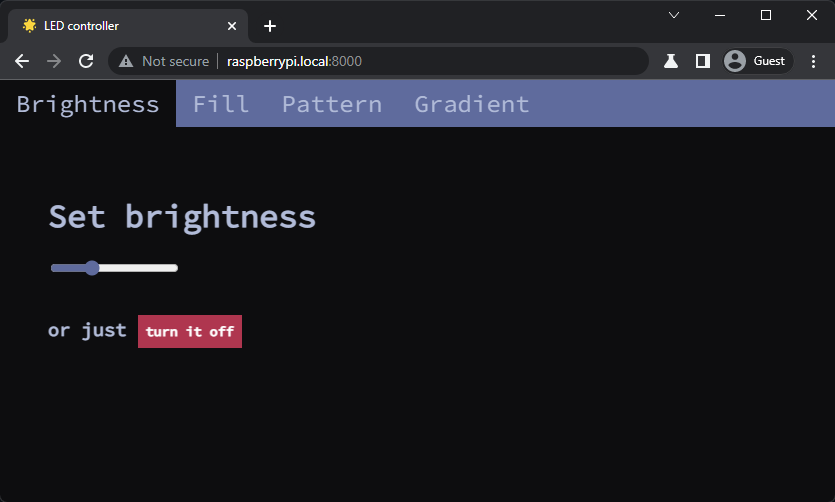 LED controller
Not secure | raspberrypi.local:8000 Guest
Brightness Fill Pattern Gradient
Set brightness
or just turn it off